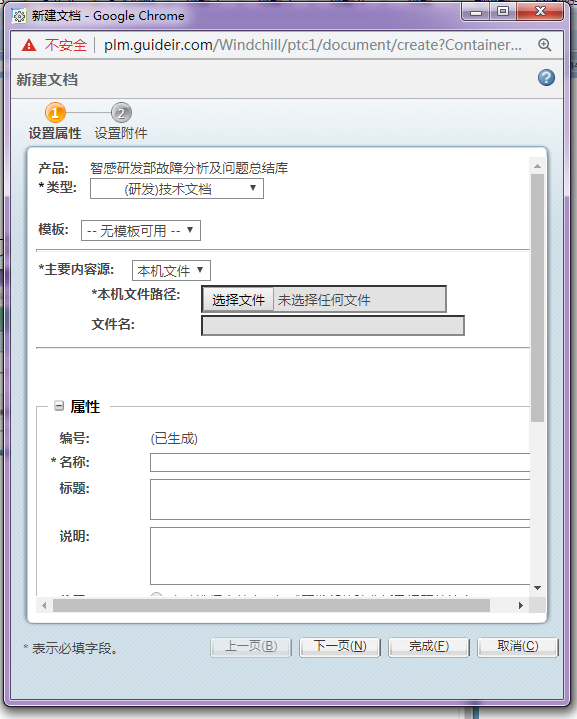 新建文档 - Google Chrome
不安全 | plm.guideir.com/Windchill/ptc1/document/create?Container...
新建文档
?
1 2
设置属性 设置附件
产品: 智感研发部故障分析及问题总结库
*类型: (研发)技术文档
模板: -- 无模板可用 --
*主要内容源: 本机文件
*本机文件路径: 选择文件 未选择任何文件
文件名:
属性
编号: (已生成)
*名称:
标题:
说明:
* 表示必填字段。 上一页(B) 下一页(N) 完成(F) 取消(C)